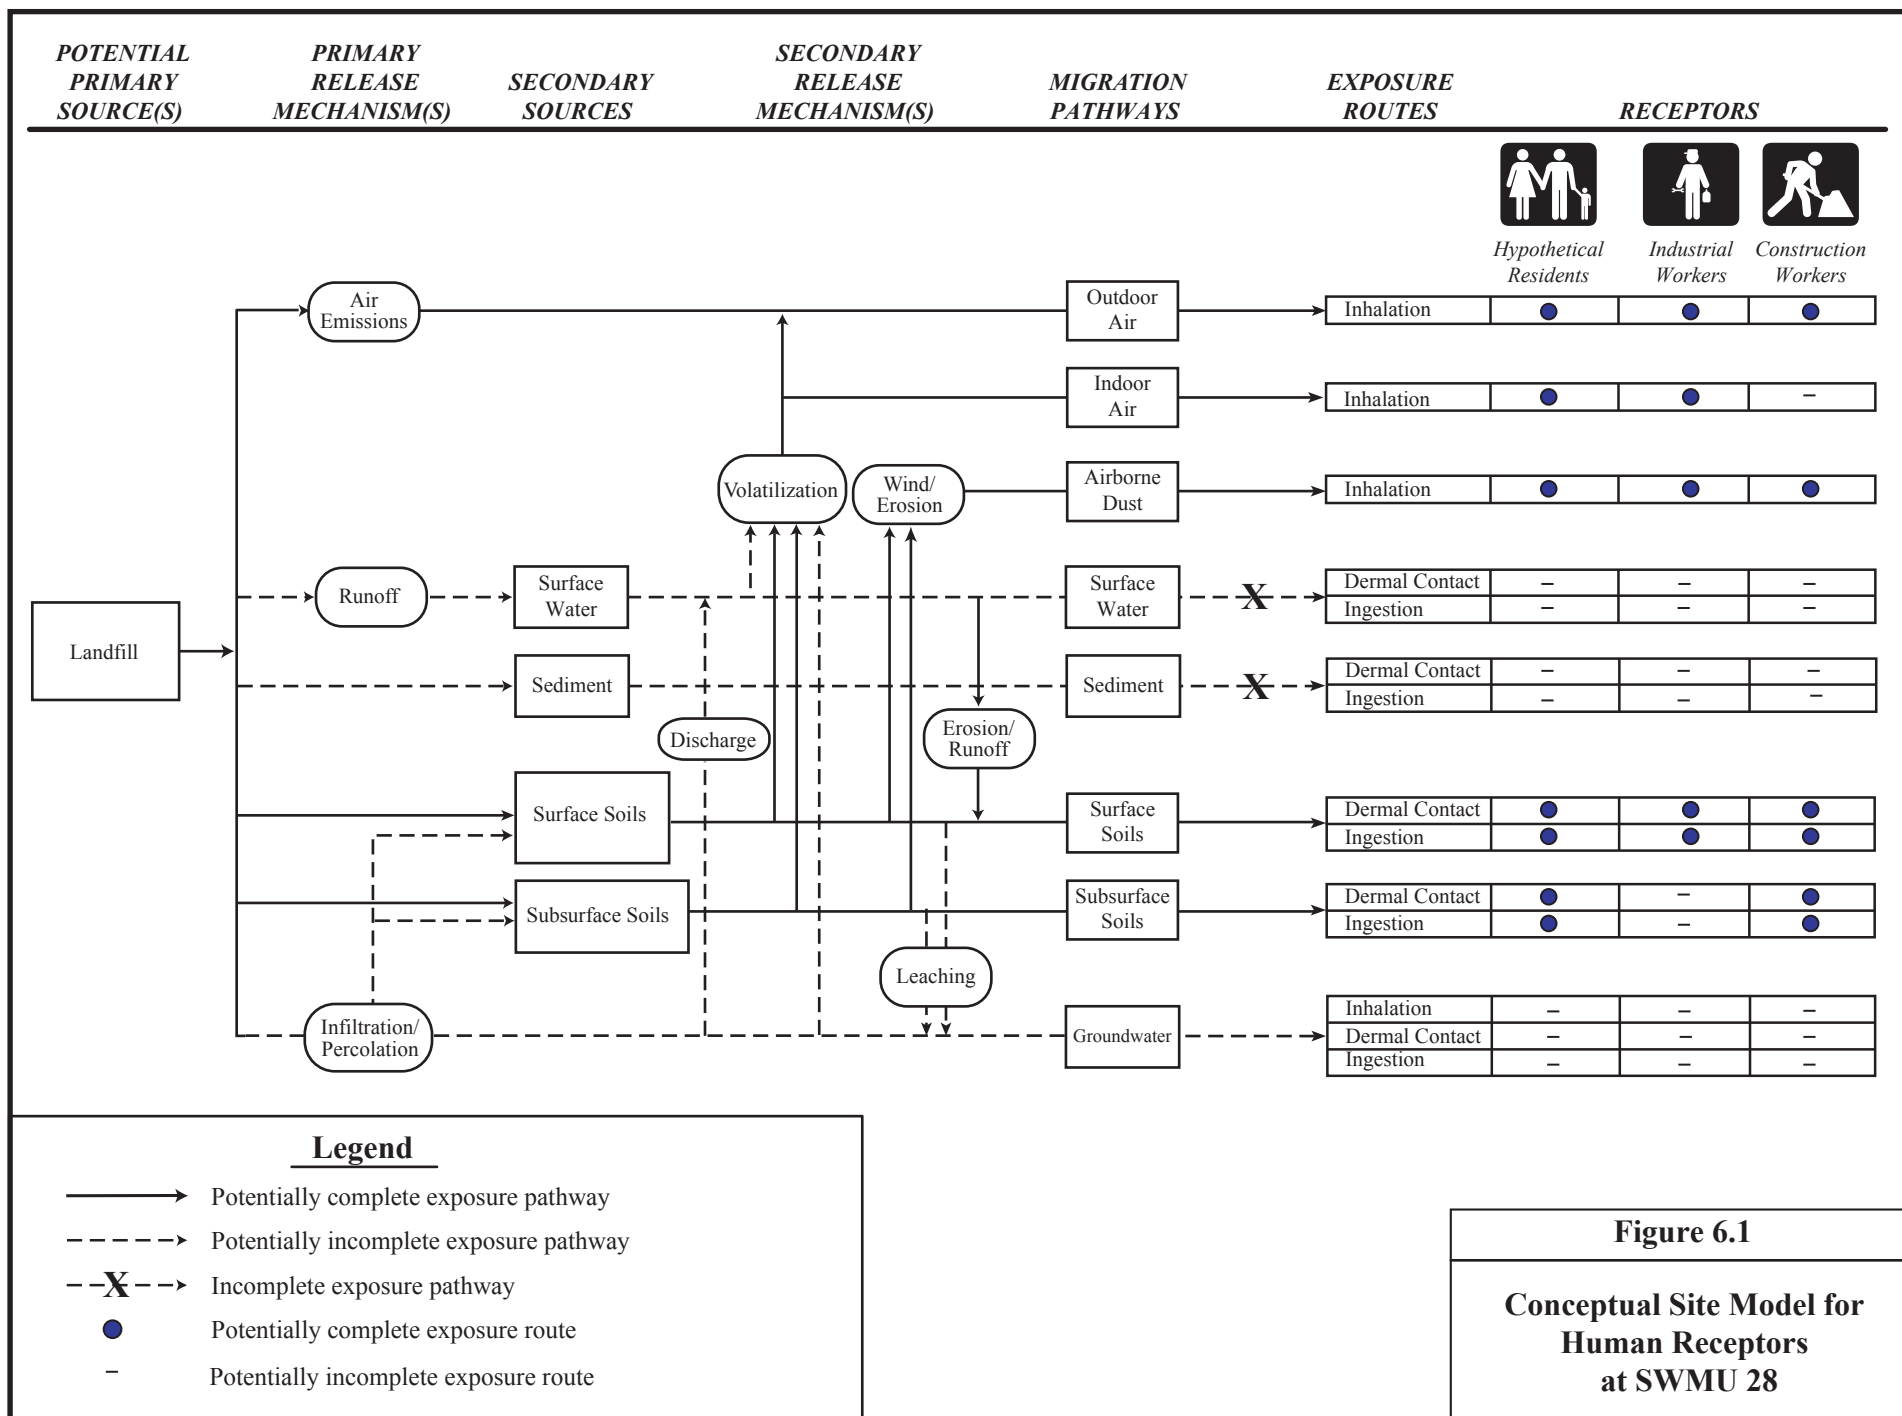 POTENTIAL
PRIMARY
SOURCE(S)
PRIMARY
RELEASE
MECHANISM(S)
SECONDARY
SOURCES
SECONDARY
RELEASE
MECHANISM(S)
MIGRATION
PATHWAYS
EXPOSURE
ROUTES
RECEPTORS
Hypothetical
Residents
Industrial
Workers
Construction
Workers
Air
Emissions
Outdoor
Air
Inhalation
Indoor
Air
Inhalation
–
Volatilization
Wind/
Erosion
Airborne
Dust
Inhalation
Landfill
Runoff
Surface
Water
Surface
Water
X
Dermal Contact – – –
Ingestion – – –
Sediment
Sediment
X
Dermal Contact – – –
Ingestion – – –
Discharge
Erosion/
Runoff
Surface Soils
Surface
Soils
Dermal Contact
Ingestion
Subsurface Soils
Subsurface
Soils
Dermal Contact –
Ingestion –
Leaching
Infiltration/
Percolation
Groundwater
Inhalation – – –
Dermal Contact – – –
Ingestion – – –
Legend
Potentially complete exposure pathway
Potentially incomplete exposure pathway
X Incomplete exposure pathway
Potentially complete exposure route
– Potentially incomplete exposure route
Figure 6.1
Conceptual Site Model for
Human Receptors
at SWMU 28